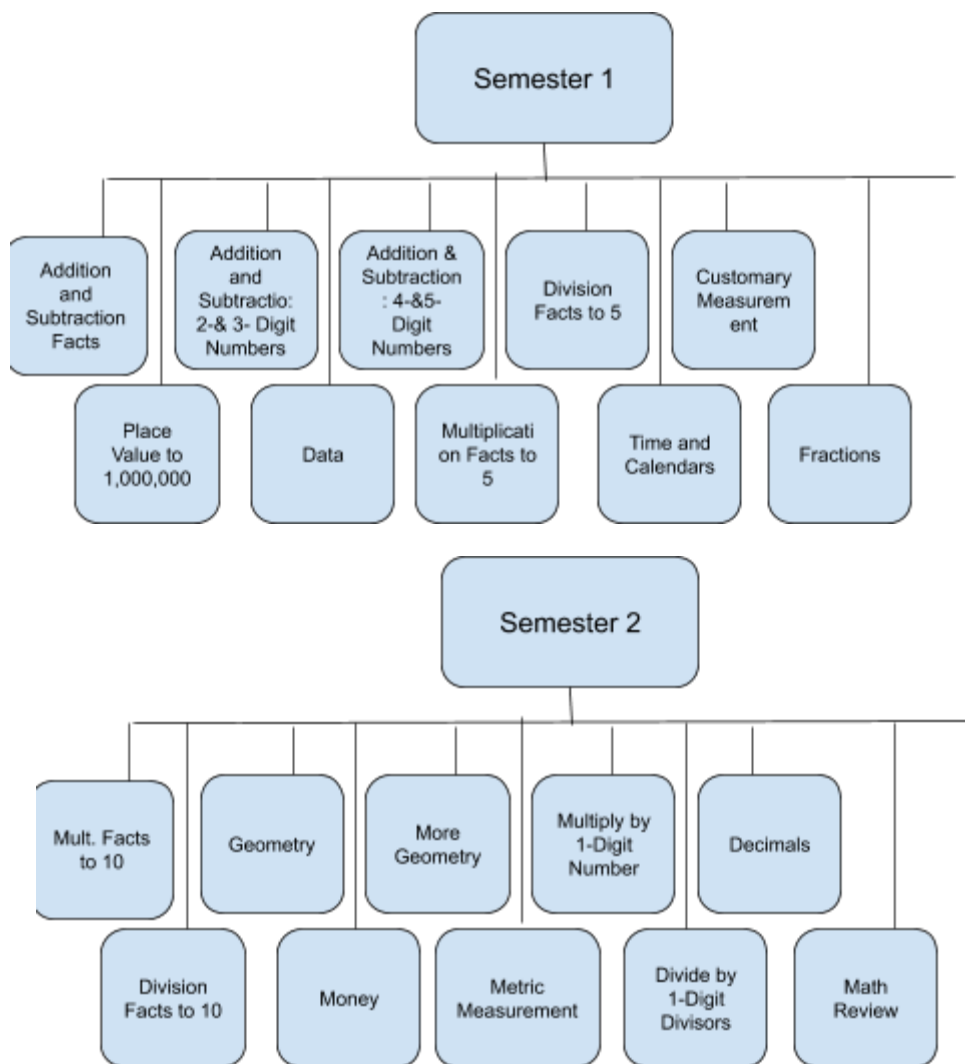 Semester 1
Addition
and
Subtraction
Facts
Addition
and
Subtractio:
2-& 3- Digit
Numbers
Addition &
Subtraction
: 4-&5-
Digit
Numbers
Division
Facts to 5
Customary
Measurem
ent
Place
Value to
1,000,000
Data
Multiplicati
on Facts to
5
Time and
Calendars
Fractions
Semester 2
Mult. Facts
to 10
Geometry
More
Geometry
Multiply by
1-Digit
Number
Decimals
Division
Facts to 10
Money
Metric
Measurement
Divide by
1-Digit
Divisors
Math
Review